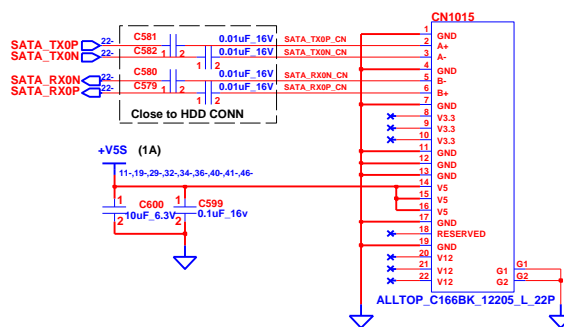 CN1015
SATA_TX0P 22- C581 0.01uF_16V SATA_TX0P_CN
SATA_TX0N 22- C582 1 2 0.01uF_16V SATA_TX0N_CN
1 2
SATA_RX0N 22- C580 0.01uF_16V SATA_RX0N_CN
SATA_RX0P 22- C579 1 2 0.01uF_16V SATA_RX0P_CN
1 2
Close to HDD CONN
1 GND
2 A+
3 A-
4 GND
5 B-
6 B+
7 GND
8 V3.3
9 V3.3
10 V3.3
11 GND
12 GND
13 GND
14 V5
15 V5
16 V5
17 GND
18 RESERVED
19 GND
20 V12
21 V12
22 V12
G1 G1
G2 G2
+V5S (1A)
11-,19-,29-,32-,34-,36-,40-,41-,46-
1 C600 1 C599
2 10uF_6.3V 2 0.1uF_16v
ALLTOP_C166BK_12205_L_22P